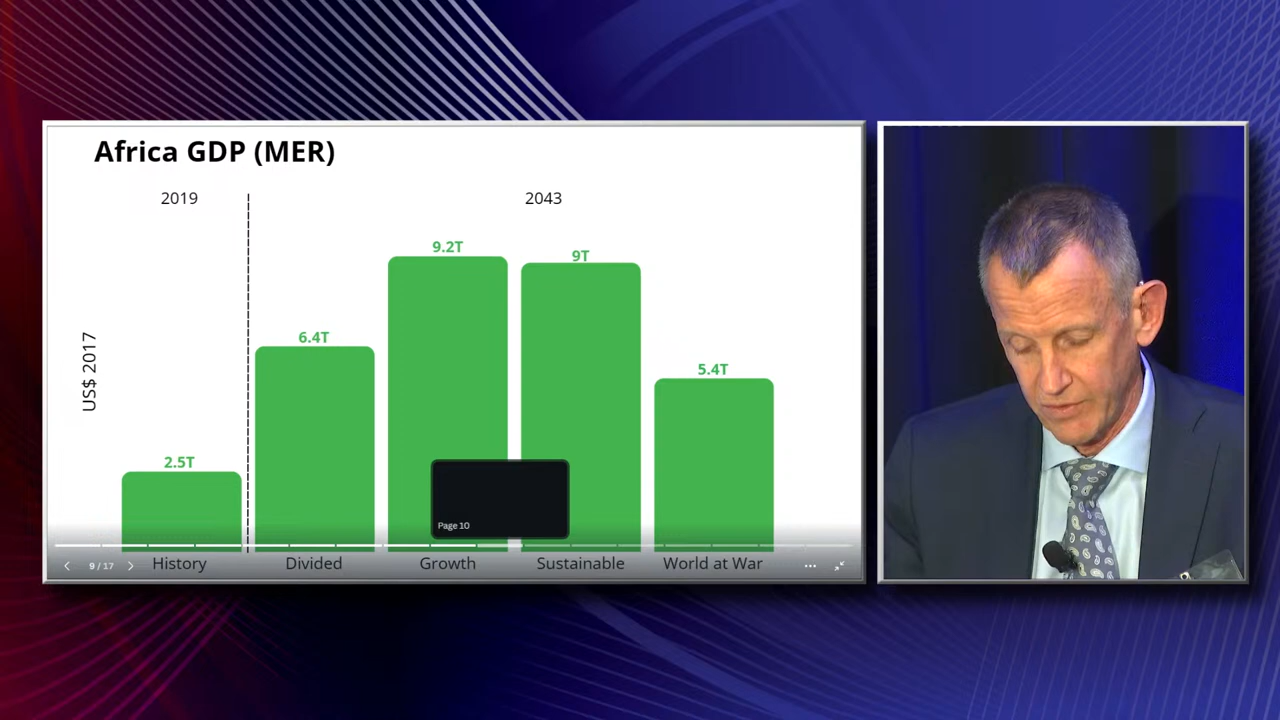 Africa GDP (MER)
2019
2043
US$ 2017
2.5T
6.4T
9.2T
9T
5.4T
Page 10
9 / 17
History
Divided
Growth
Sustainable
World at War